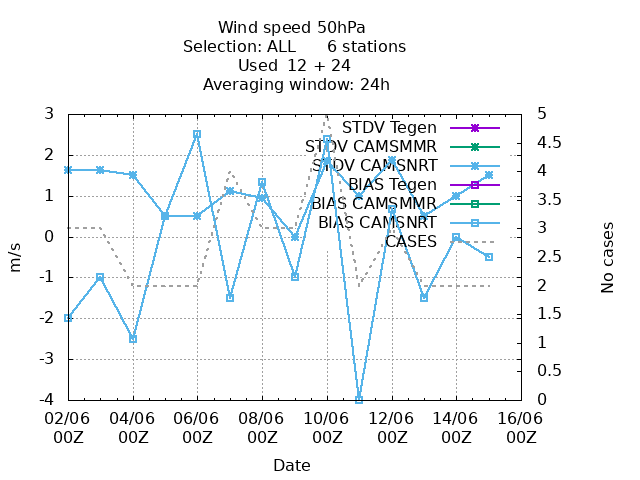 Wind speed 50hPa
Selection: ALL 6 stations
Used 12 + 24
Averaging window: 24h
3
2
1
0
-1
-2
-3
-4
m/s
5
4.5
4
3.5
3
2.5
2
1.5
1
0.5
0
No cases
STDV Tegen
STDV CAMSMMR
STDV CAMSNRT
BIAS Tegen
BIAS CAMSMMR
BIAS CAMSNRT
CASES
02/06 04/06 06/06 08/06 10/06 12/06 14/06 16/06
00Z 00Z 00Z 00Z 00Z 00Z 00Z 00Z
Date